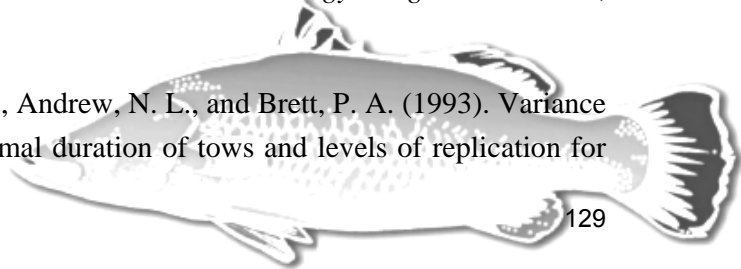 ., Andrew, N. L., and Brett, P. A. (1993). Variance
mal duration of tows and levels of replication for
129